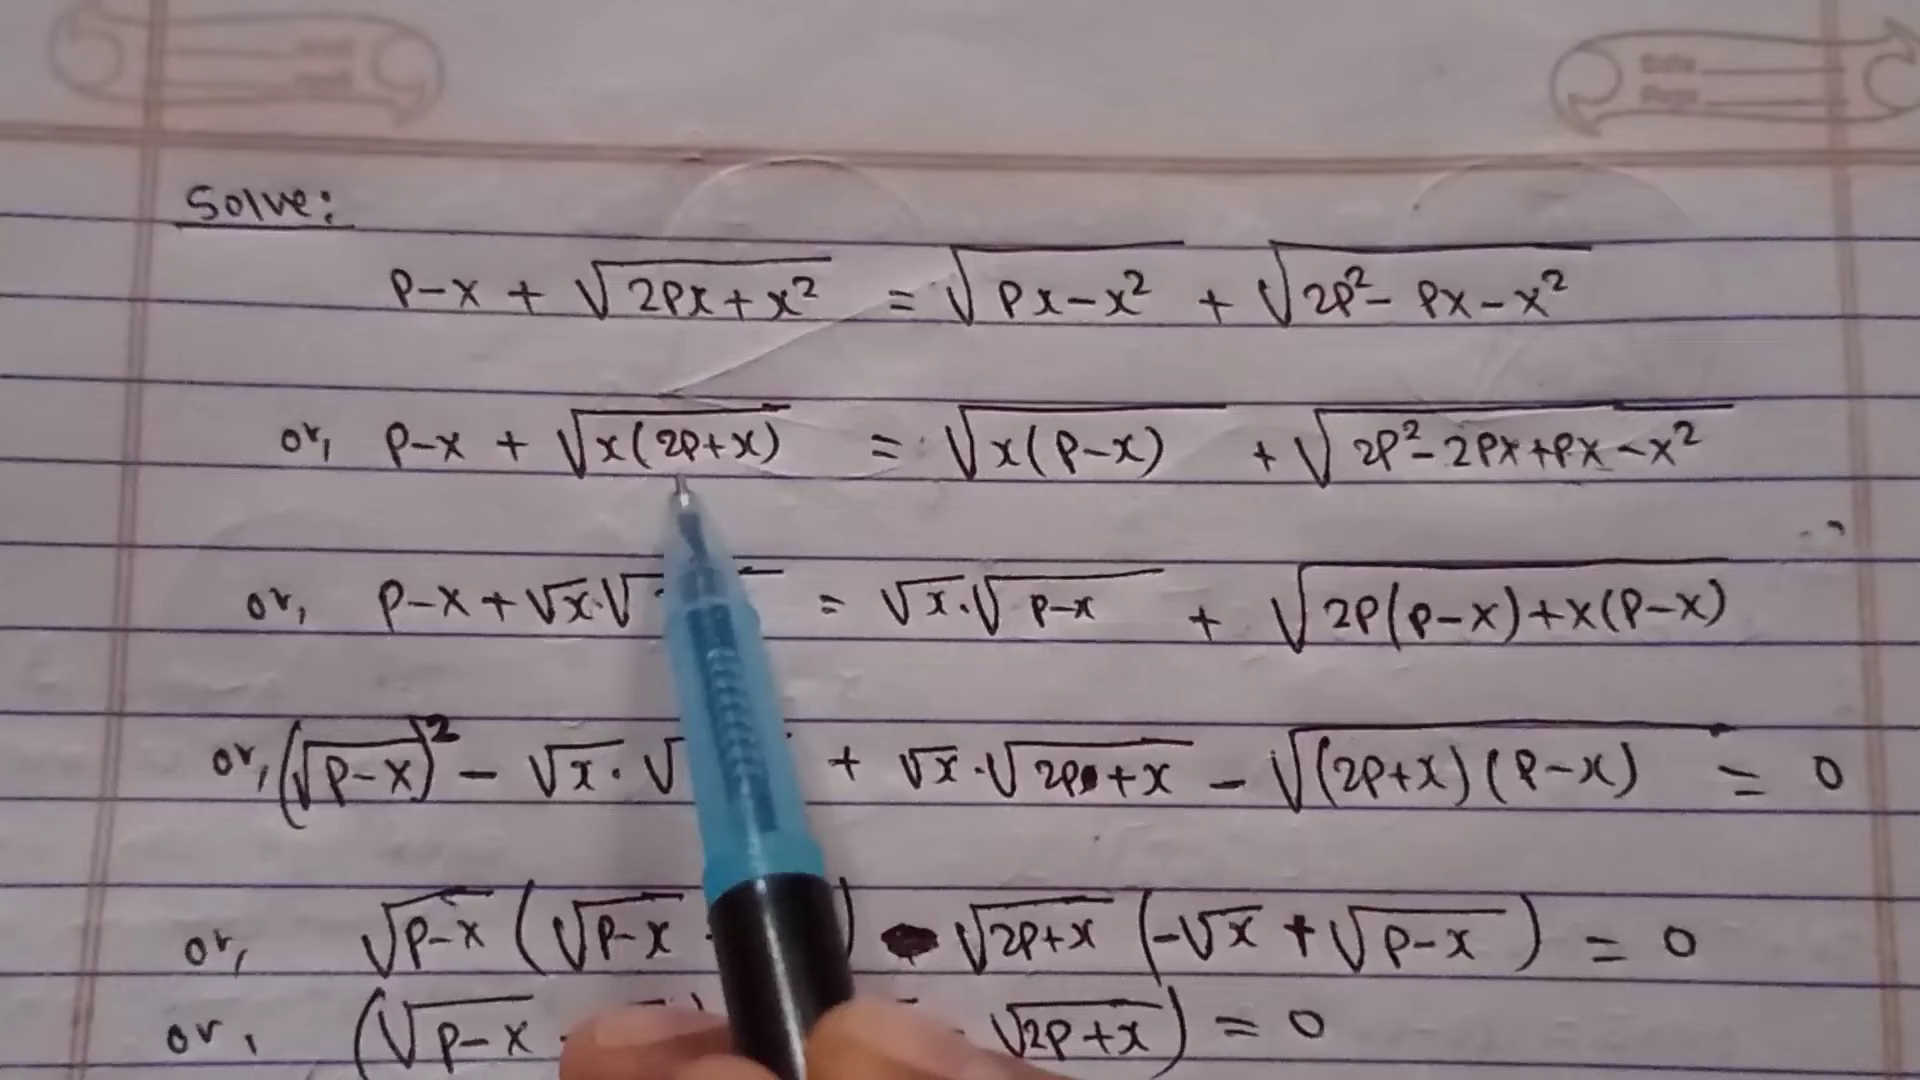 Solve:
P-x + √(2Px + x²) = √(Px - x²) + √(2P² - Px - x²)
or, P-x + √(x(2P+x)) = √(x(P-x)) + √(2P² - 2Px + Px - x²)
or, P-x + √x · √ = √x · √(P-x) + √(2P(P-x) + x(P-x))
or, (√(P-x))² - √x · √ + √x · √(2P+x) - √((2P+x)(P-x)) = 0
or, √(P-x) (√(P-x) ) √(2P+x) (-√x + √(P-x)) = 0
or, (√(P-x) - √(2P+x)) = 0